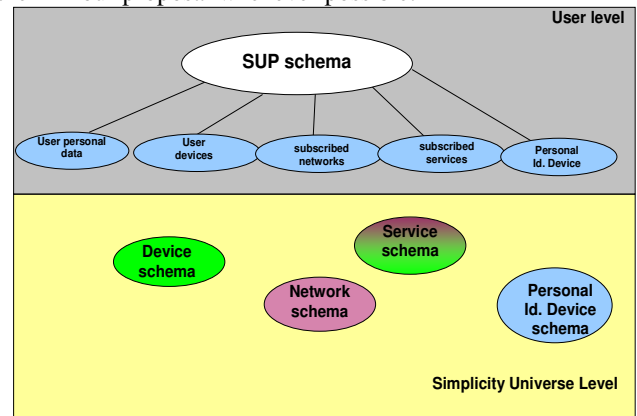 User level
SUP schema
User personal
data
User
devices
subscribed
networks
subscribed
services
Personal
Id. Device
Device
schema
Service
schema
Network
schema
Personal
Id. Device
schema
Simplicity Universe Level